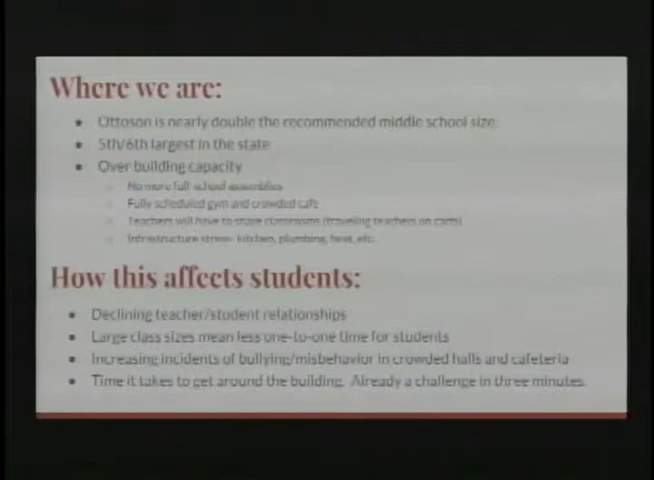 Where we are:
Ottoson is nearly double the recommended middle school size.
5th/6th largest in the state
Over building capacity
No more full-school assemblies
Fully scheduled gym and crowded cafe
Teachers will have to share classrooms (traveling teachers on carts)
Infrastructure stress- kitchen, plumbing, heat, etc.
How this affects students:
Declining teacher/student relationships
Large class sizes mean less one-to-one time for students
Increasing incidents of bullying/misbehavior in crowded halls and cafeteria
Time it takes to get around the building. Already a challenge in three minutes.